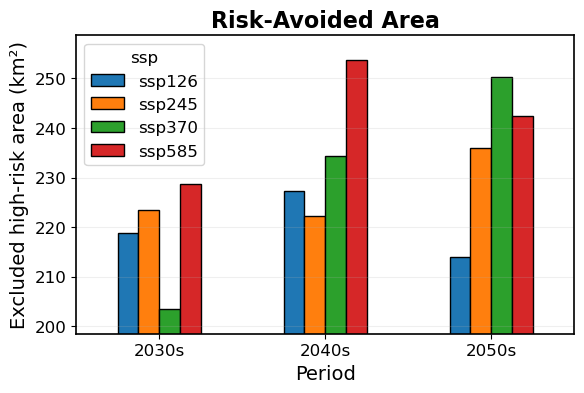 Risk-Avoided Area
Excluded high-risk area (km²)
250
240
230
220
210
200
ssp
ssp126
ssp245
ssp370
ssp585
2030s
2040s
2050s
Period